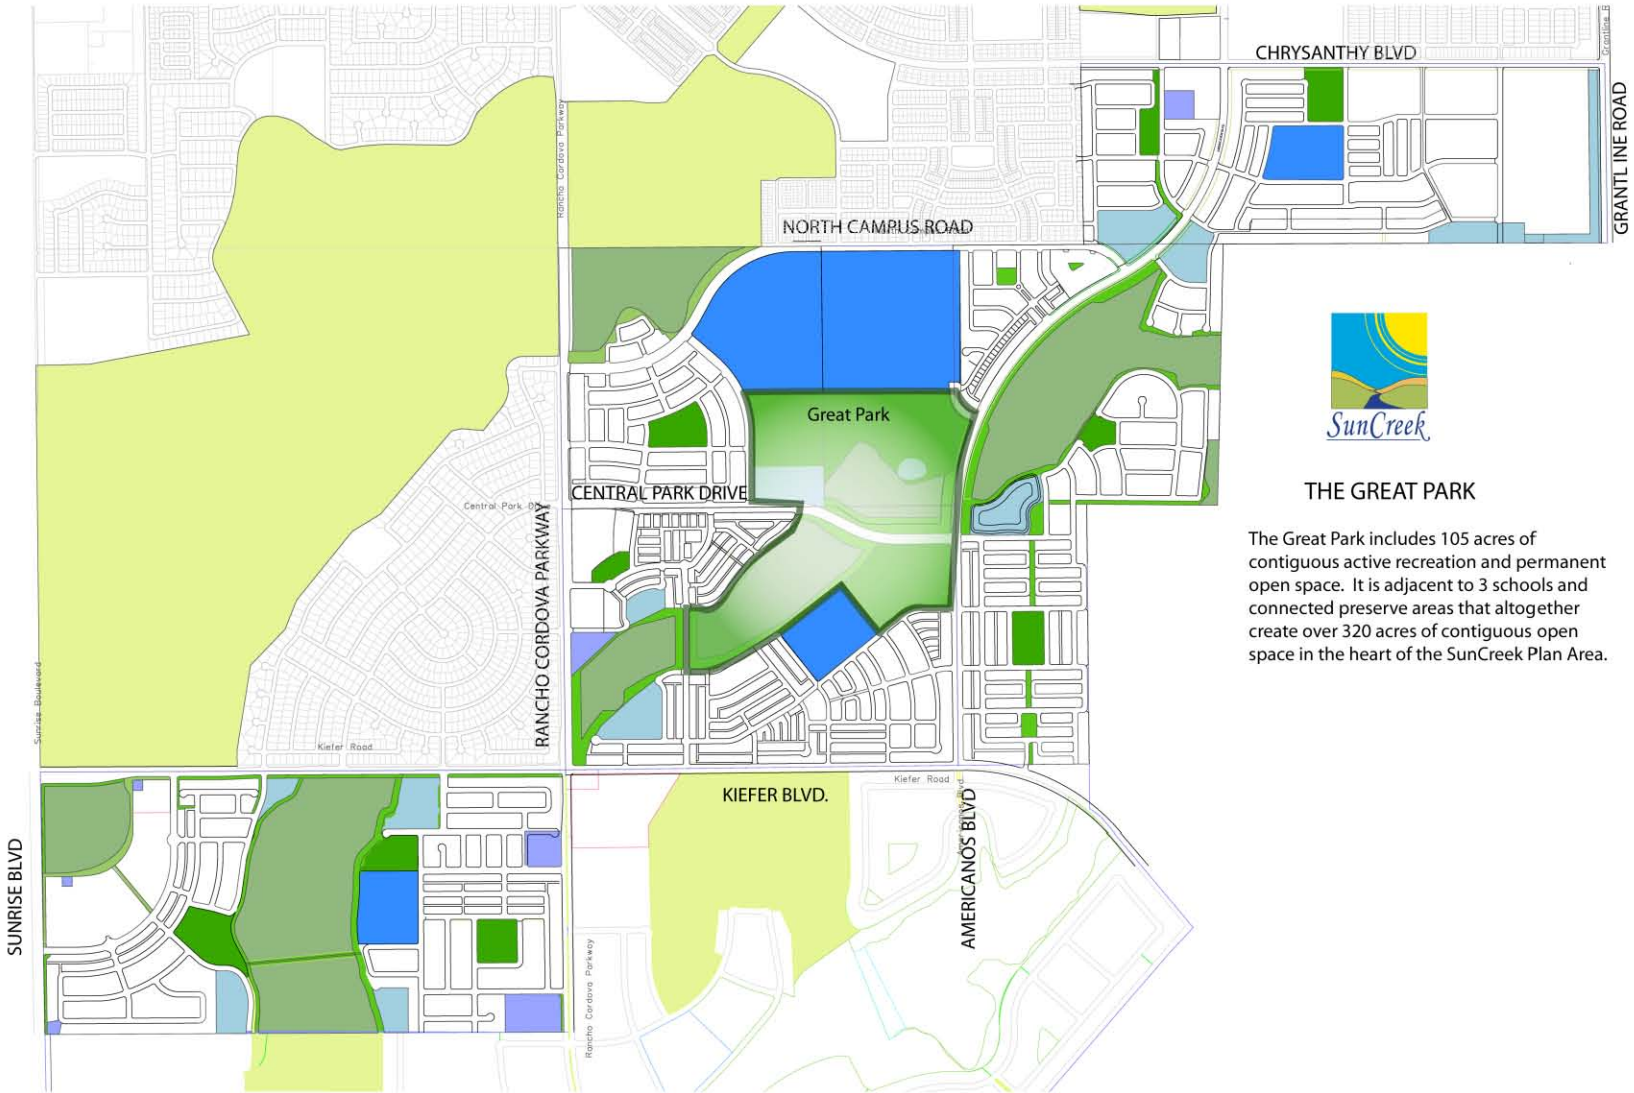 CHRYSANTHY BLVD
GRANTL INE ROAD
Grantline R
Rancho Cordova Parkway
NORTH CAMPUS ROAD
Great Park
SunCreek
CENTRAL PARK DRIVE
Central Park
THE GREAT PARK
The Great Park includes 105 acres of
contiguous active recreation and permanent
open space. It is adjacent to 3 schools and
connected preserve areas that altogether
create over 320 acres of contiguous open
space in the heart of the SunCreek Plan Area.
RANCHO CORDOVA PARKWAY
Sunrise Boulevard
Kiefer Road
Kiefer Road
KIEFER BLVD.
AMERICANOS BLVD
SUNRISE BLVD
Rancho Cordova Parkway